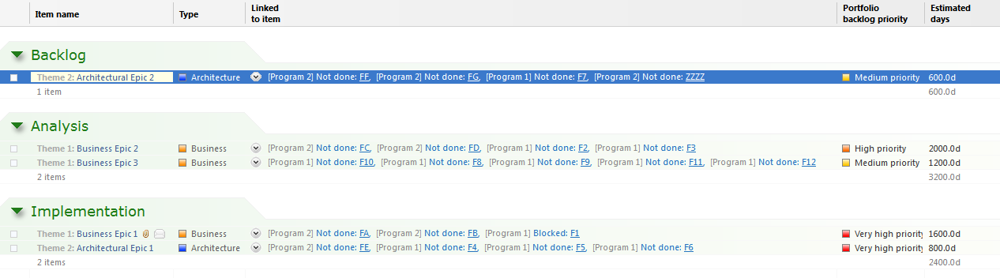 Item name Type Linked to item Portfolio backlog priority Estimated days
Backlog
Theme 2: Architectural Epic 2 Architecture [Program 2] Not done: FF, [Program 2] Not done: FG, [Program 1] Not done: F7, [Program 2] Not done: ZZZZ Medium priority 600.0d
1 item 600.0d
Analysis
Theme 1: Business Epic 2 Business [Program 2] Not done: FC, [Program 2] Not done: FD, [Program 1] Not done: F2, [Program 1] Not done: F3 High priority 2000.0d
Theme 1: Business Epic 3 Business [Program 1] Not done: F10, [Program 1] Not done: F8, [Program 1] Not done: F9, [Program 1] Not done: F11, [Program 1] Not done: F12 Medium priority 1200.0d
2 items 3200.0d
Implementation
Theme 1: Business Epic 1 Business [Program 2] Not done: FA, [Program 2] Not done: FB, [Program 1] Blocked: F1 Very high priority 1600.0d
Theme 2: Architectural Epic 1 Architecture [Program 2] Not done: FE, [Program 1] Not done: F4, [Program 1] Not done: F5, [Program 1] Not done: F6 Very high priority 800.0d
2 items 2400.0d